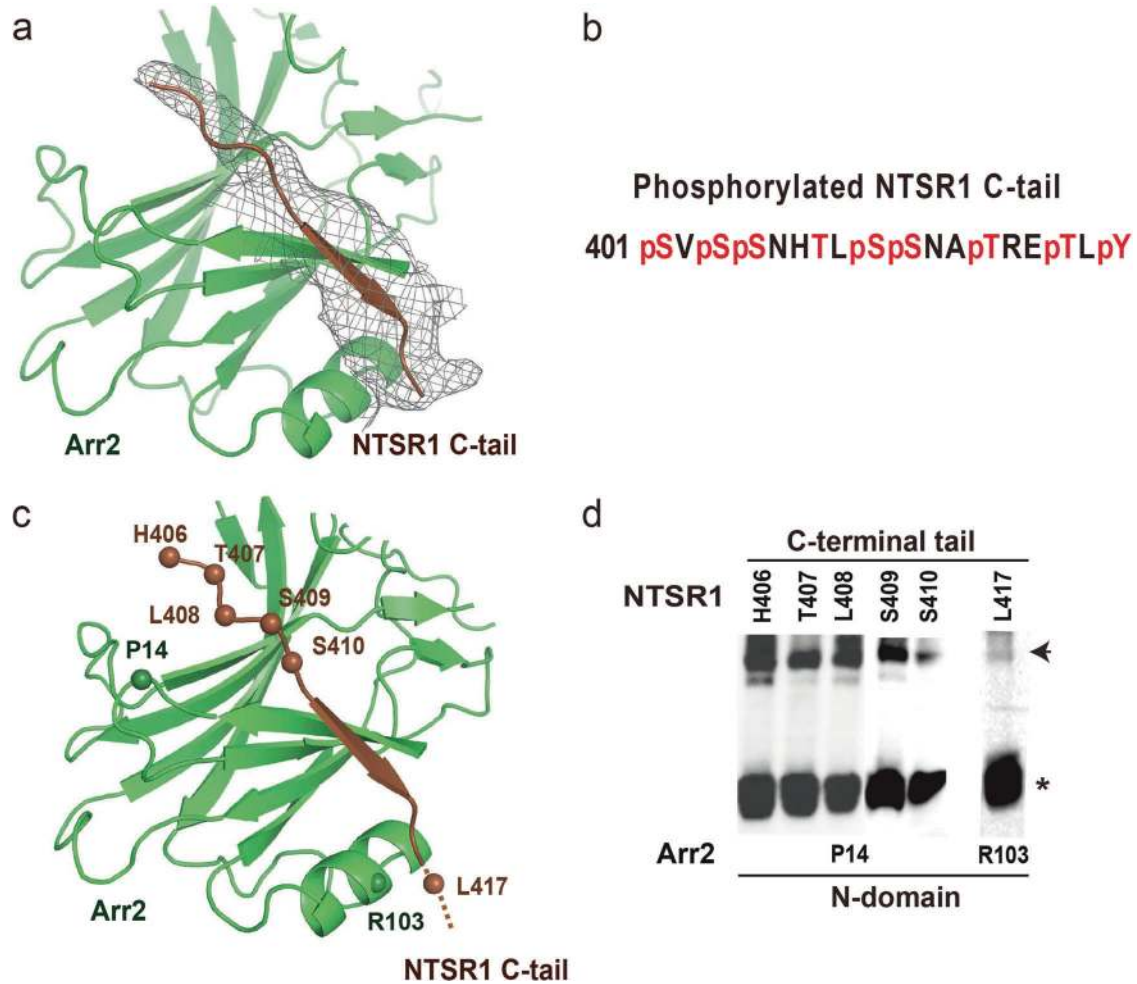 a
b
Arr2
NTSR1 C-tail
Phosphorylated NTSR1 C-tail
401 pSVpSpSNHTLpSpSNApTREpTLpY
c
H406
T407
L408
S409
S410
P14
L417
R103
Arr2
NTSR1 C-tail
d
C-terminal tail
NTSR1
H406 T407 L408 S409 S410 L417
*
Arr2 P14 R103
N-domain